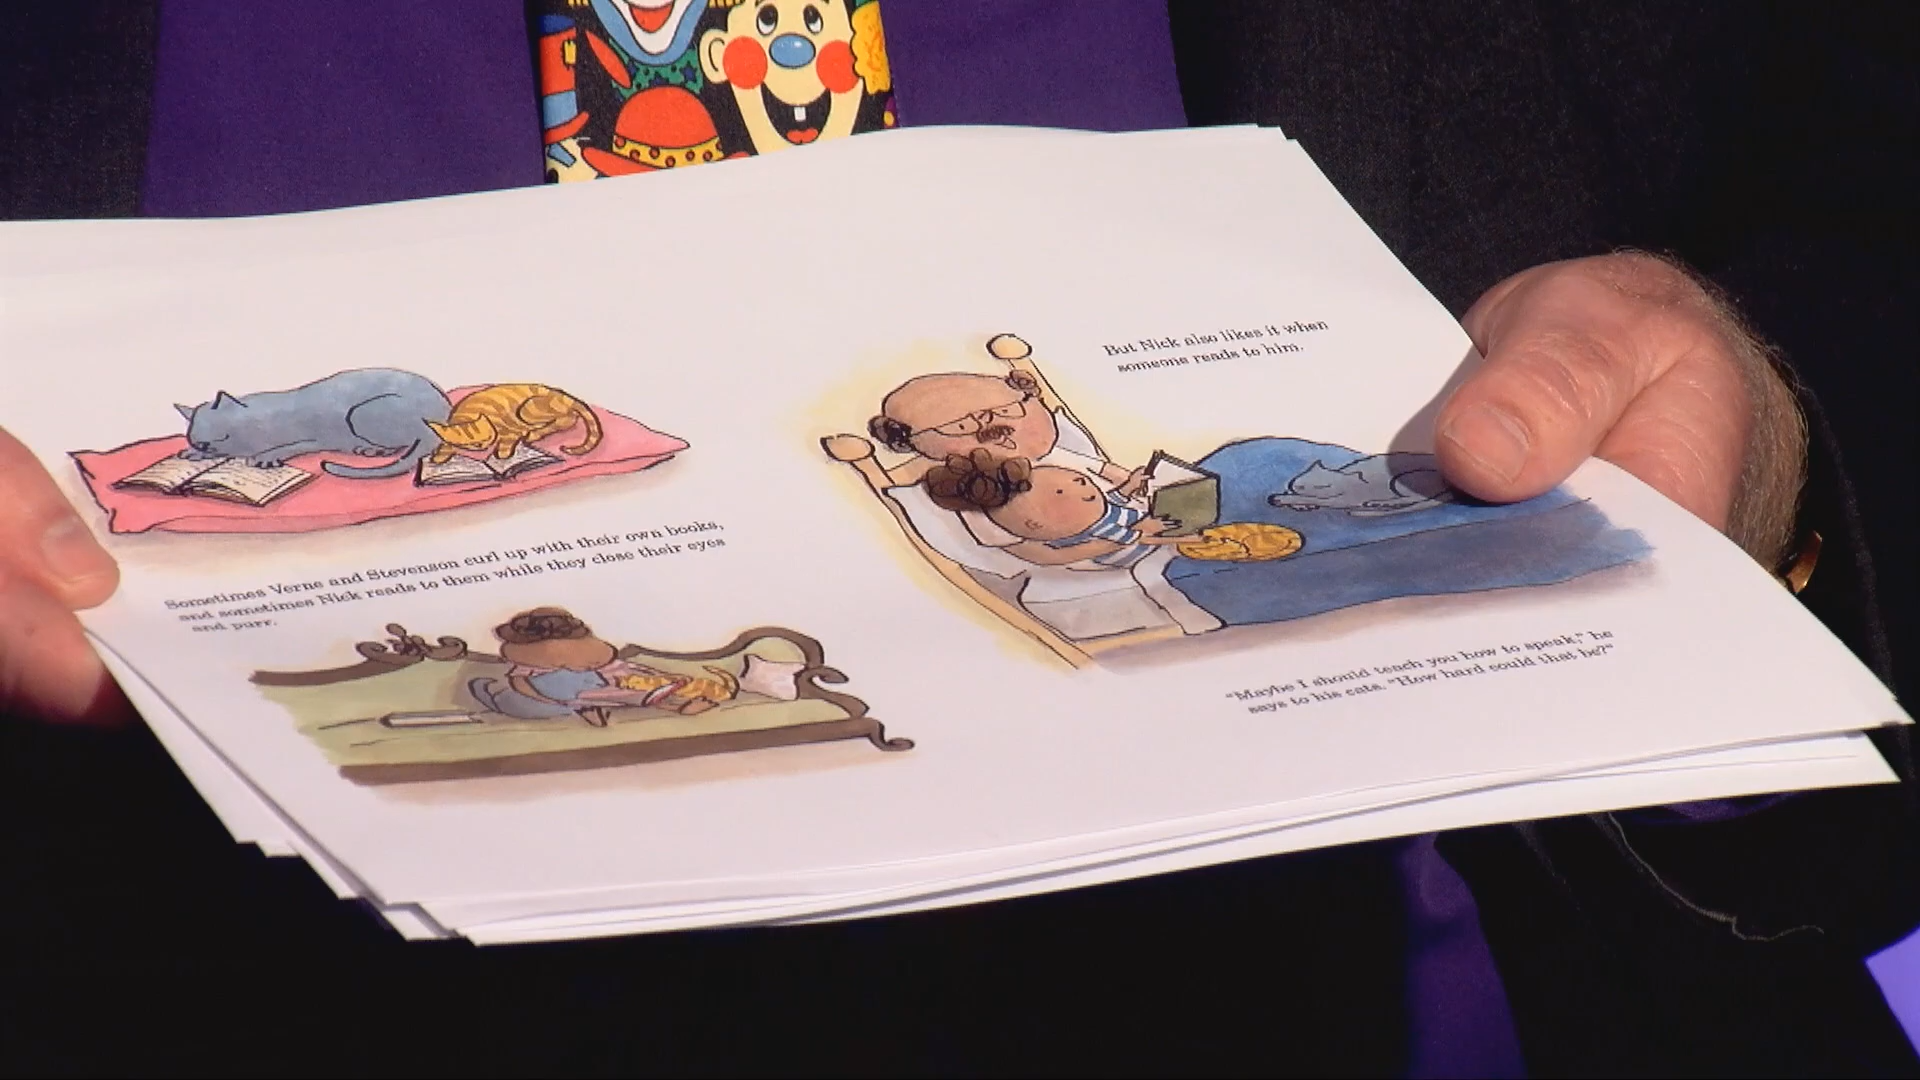 Sometimes Verne and Stevenson curl up with their own books,
and sometimes Nick reads to them while they close their eyes
and purr.
But Nick also likes it when
someone reads to him.
“Maybe I should teach you how to speak,” he
says to his cats. “How hard could that be?”